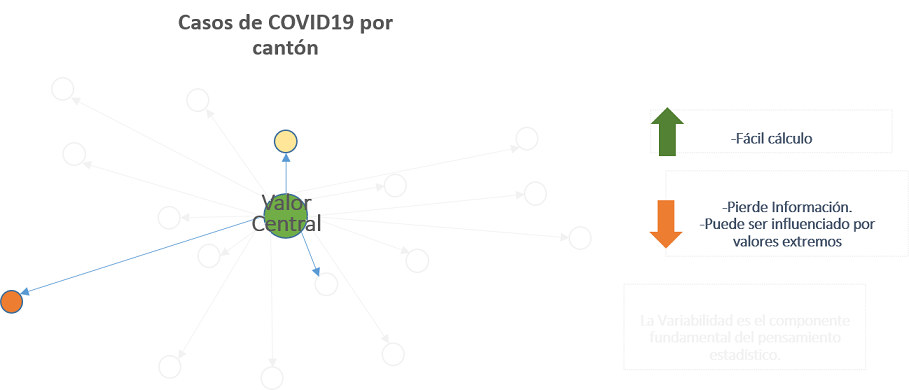 Casos de COVID19 por
cantón
Valor
Central
-Fácil cálculo
-Pierde Información.
-Puede ser influenciado por
valores extremos
La Variabilidad es el componente
fundamental del pensamiento
estadístico.